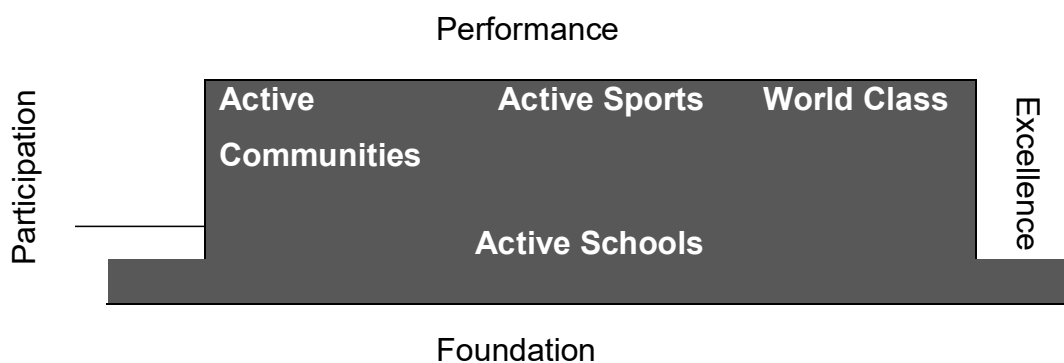 Performance
Participation
Active Active Sports World Class
Communities
Excellence
Active Schools
Foundation